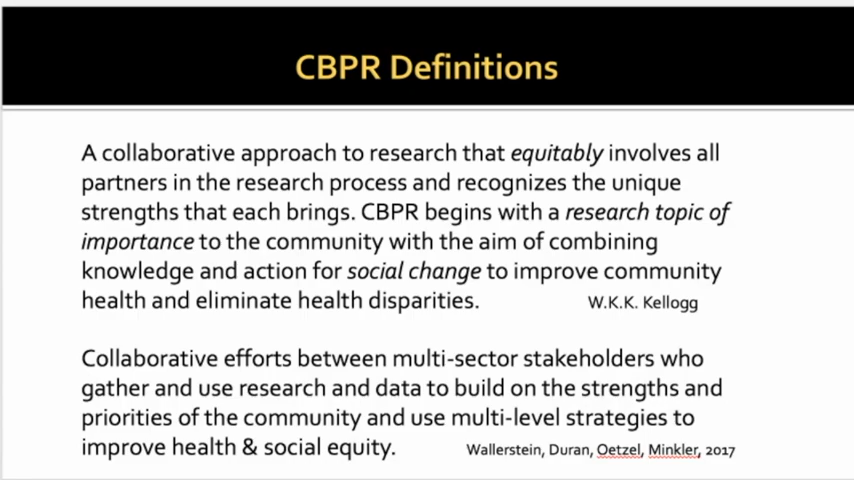 CBPR Definitions
A collaborative approach to research that equitably involves all
partners in the research process and recognizes the unique
strengths that each brings. CBPR begins with a research topic of
importance to the community with the aim of combining
knowledge and action for social change to improve community
health and eliminate health disparities. W.K.K. Kellogg
Collaborative efforts between multi-sector stakeholders who
gather and use research and data to build on the strengths and
priorities of the community and use multi-level strategies to
improve health & social equity. Wallerstein, Duran, Oetzel, Minkler, 2017